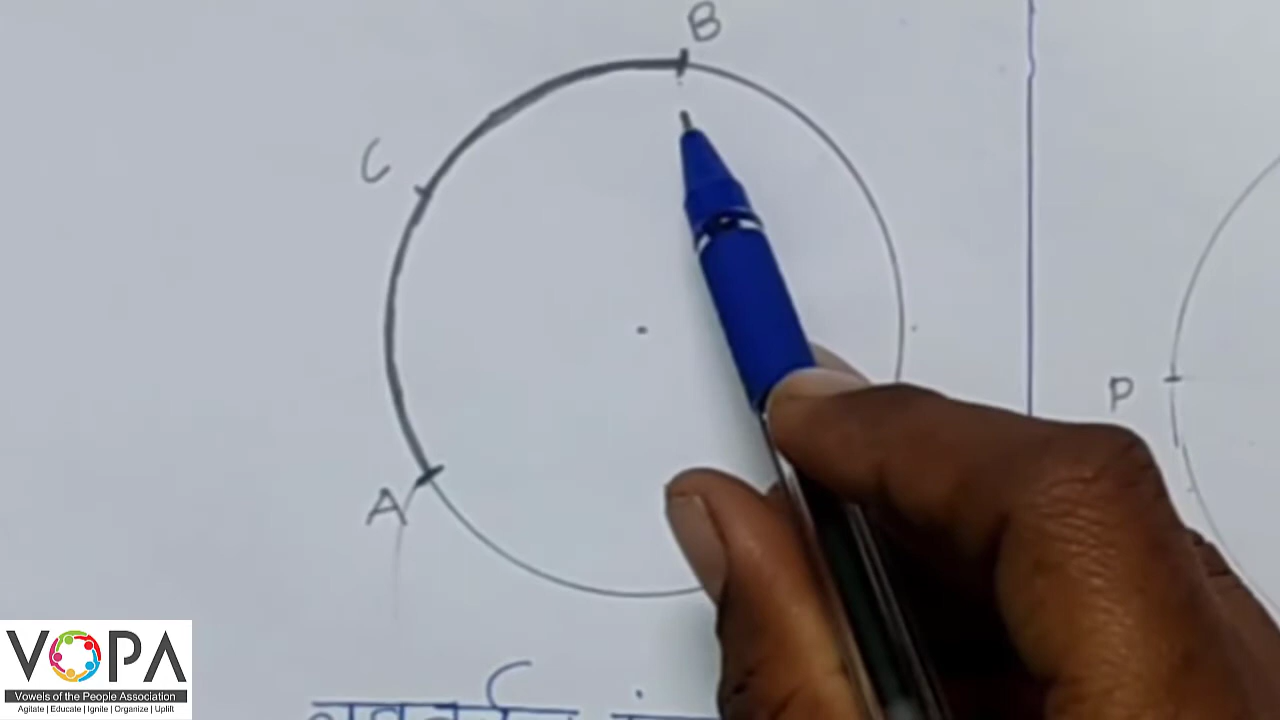 B
C
A
P
VOPA
Vowels of the People Association
Agitate | Educate | Ignite | Organize | Uplift